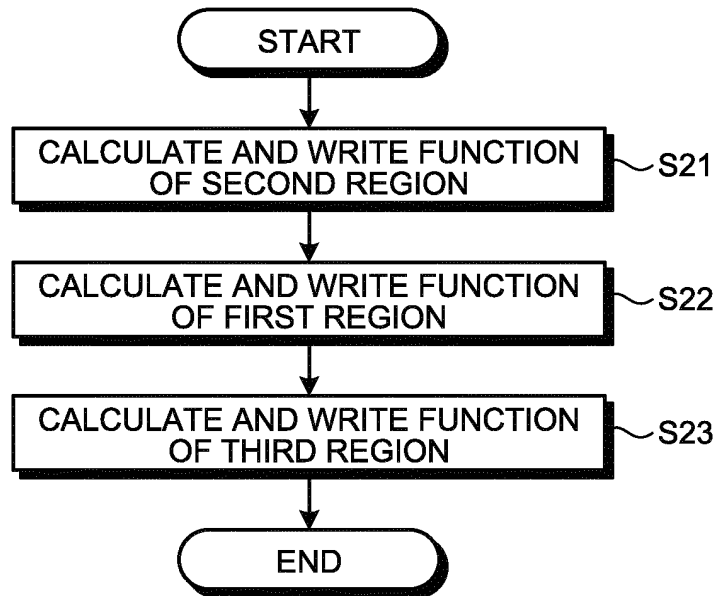 START
CALCULATE AND WRITE FUNCTION
OF SECOND REGION
S21
CALCULATE AND WRITE FUNCTION
OF FIRST REGION
S22
CALCULATE AND WRITE FUNCTION
OF THIRD REGION
S23
END